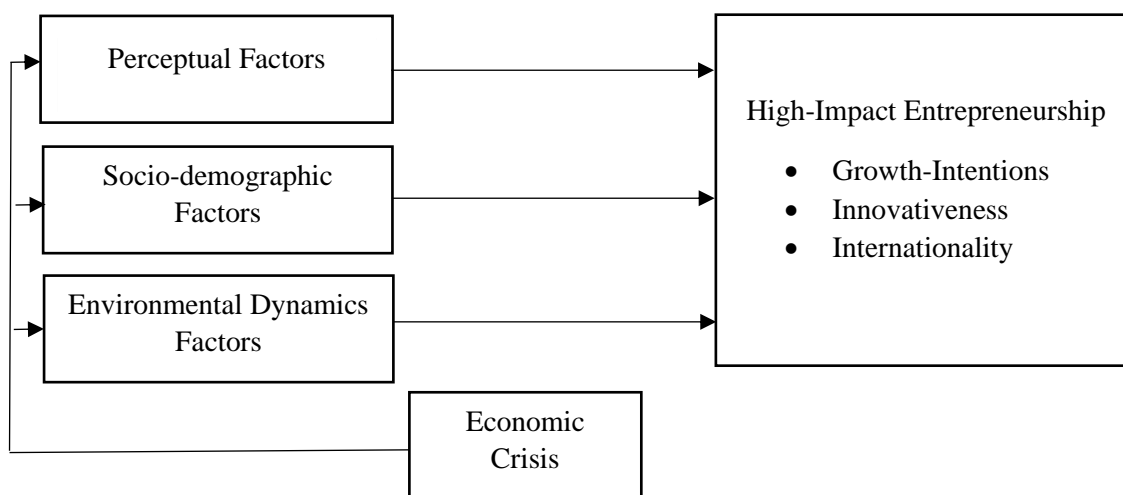 Perceptual Factors
Socio-demographic
Factors
Environmental Dynamics
Factors
Economic
Crisis
High-Impact Entrepreneurship
• Growth-Intentions
• Innovativeness
• Internationality